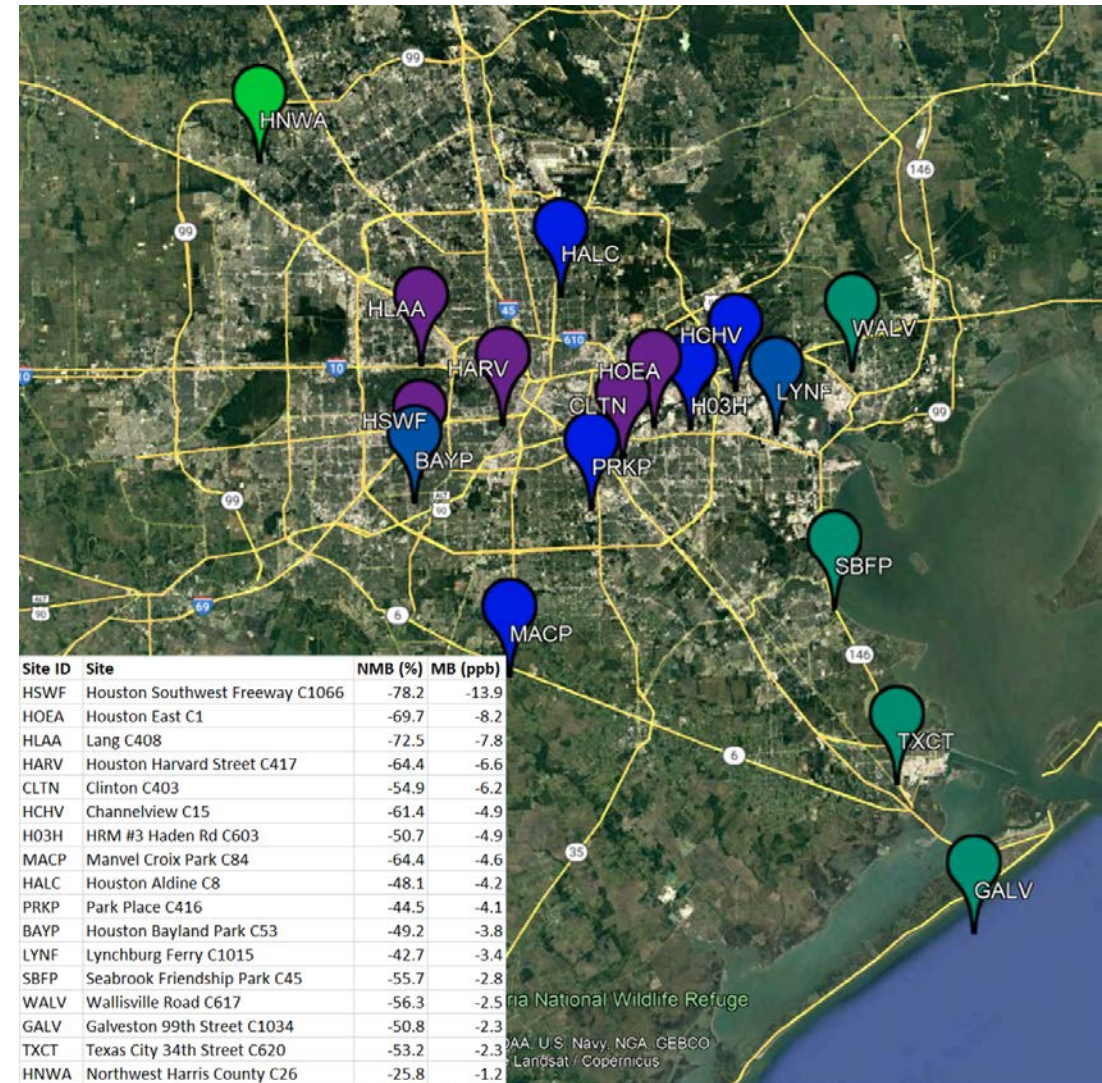 99
HNWA
146
99
HALC
HLAA
45
HCHV
WALV
610
HARV
HOEA
10
LYNF
CLTN
H03H
HSWF
99
BAYP
PRKP
ALT
90
99
SBFP
ALT
90
69
6
MACP
146
TXCT
6
35
GALV
Site ID Site NMB (%) MB (ppb)
HSWF Houston Southwest Freeway C1066 -78.2 -13.9
HOEA Houston East C1 -69.7 -8.2
HLAA Lang C408 -72.5 -7.8
HARV Houston Harvard Street C417 -64.4 -6.6
CLTN Clinton C403 -54.9 -6.2
HCHV Channelview C15 -61.4 -4.9
H03H HRM #3 Haden Rd C603 -50.7 -4.9
MACP Manvel Croix Park C84 -64.4 -4.6
HALC Houston Aldine C8 -48.1 -4.2
PRKP Park Place C416 -44.5 -4.1
BAYP Houston Bayland Park C53 -49.2 -3.8
LYNF Lynchburg Ferry C1015 -42.7 -3.4
SBFP Seabrook Friendship Park C45 -55.7 -2.8
WALV Wallisville Road C617 -56.3 -2.5
GALV Galveston 99th Street C1034 -50.8 -2.3
TXCT Texas City 34th Street C620 -53.2 -2.3
HNWA Northwest Harris County C26 -25.8 -1.2
ria National Wildlife Refuge
DAA, U.S. Navy, NGA, GEBCO
Landsat / Copernicus